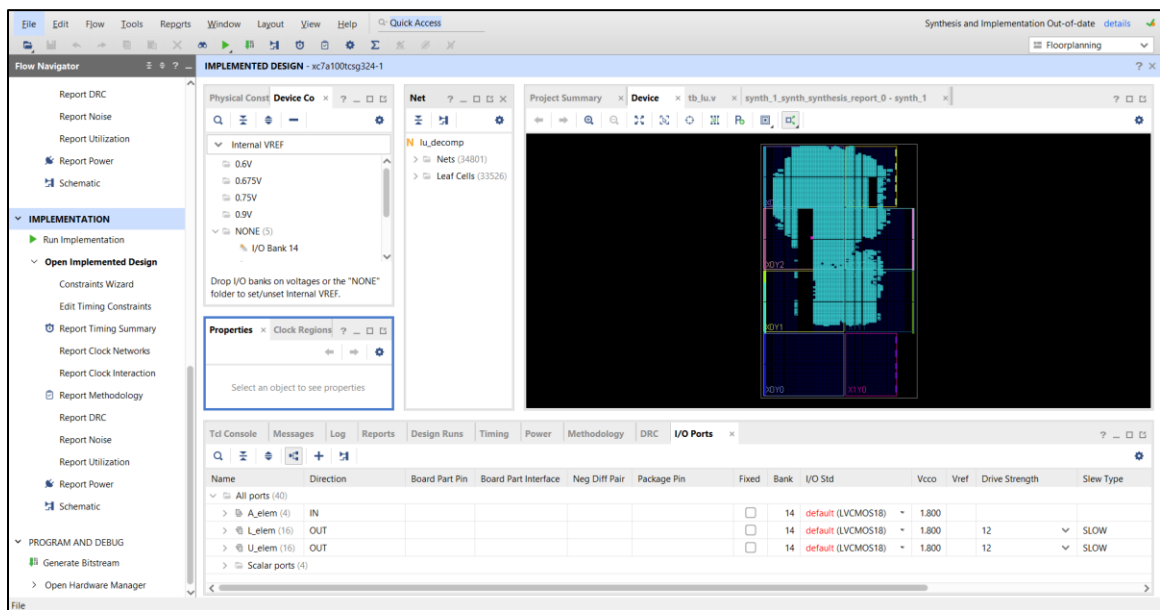 File Edit Flow Tools Reports Window Layout View Help Quick Access Synthesis and Implementation Out-of-date details
Floorplanning
Flow Navigator
IMPLEMENTED DESIGN - xc7a100tcsg324-1
Report DRC
Report Noise
Report Utilization
Report Power
Schematic
IMPLEMENTATION
Run Implementation
Open Implemented Design
Constraints Wizard
Edit Timing Constraints
Report Timing Summary
Report Clock Networks
Report Clock Interaction
Report Methodology
Report DRC
Report Noise
Report Utilization
Report Power
Schematic
PROGRAM AND DEBUG
Generate Bitstream
Open Hardware Manager
File
Physical Const Device Co
Internal VREF
0.6V
0.675V
0.75V
0.9V
NONE (5)
I/O Bank 14
Drop I/O banks on voltages or the "NONE"
folder to set/unset Internal VREF.
Properties Clock Regions
Select an object to see properties
Net
N lu_decomp
Nets (34801)
Leaf Cells (33526)
Project Summary Device tb_lu.v synth_1_synth_synthesis_report_0 - synth_1
X0Y2
X0Y1
X0Y0 X1Y0
Tcl Console Messages Log Reports Design Runs Timing Power Methodology DRC I/O Ports
Name Direction Board Part Pin Board Part Interface Neg Diff Pair Package Pin Fixed Bank I/O Std Vcco Vref Drive Strength Slew Type
All ports (40)
A_elem (4) IN 14 default (LVCMOS18) 1.800
L_elem (16) OUT 14 default (LVCMOS18) 1.800 12 SLOW
U_elem (16) OUT 14 default (LVCMOS18) 1.800 12 SLOW
Scalar ports (4)